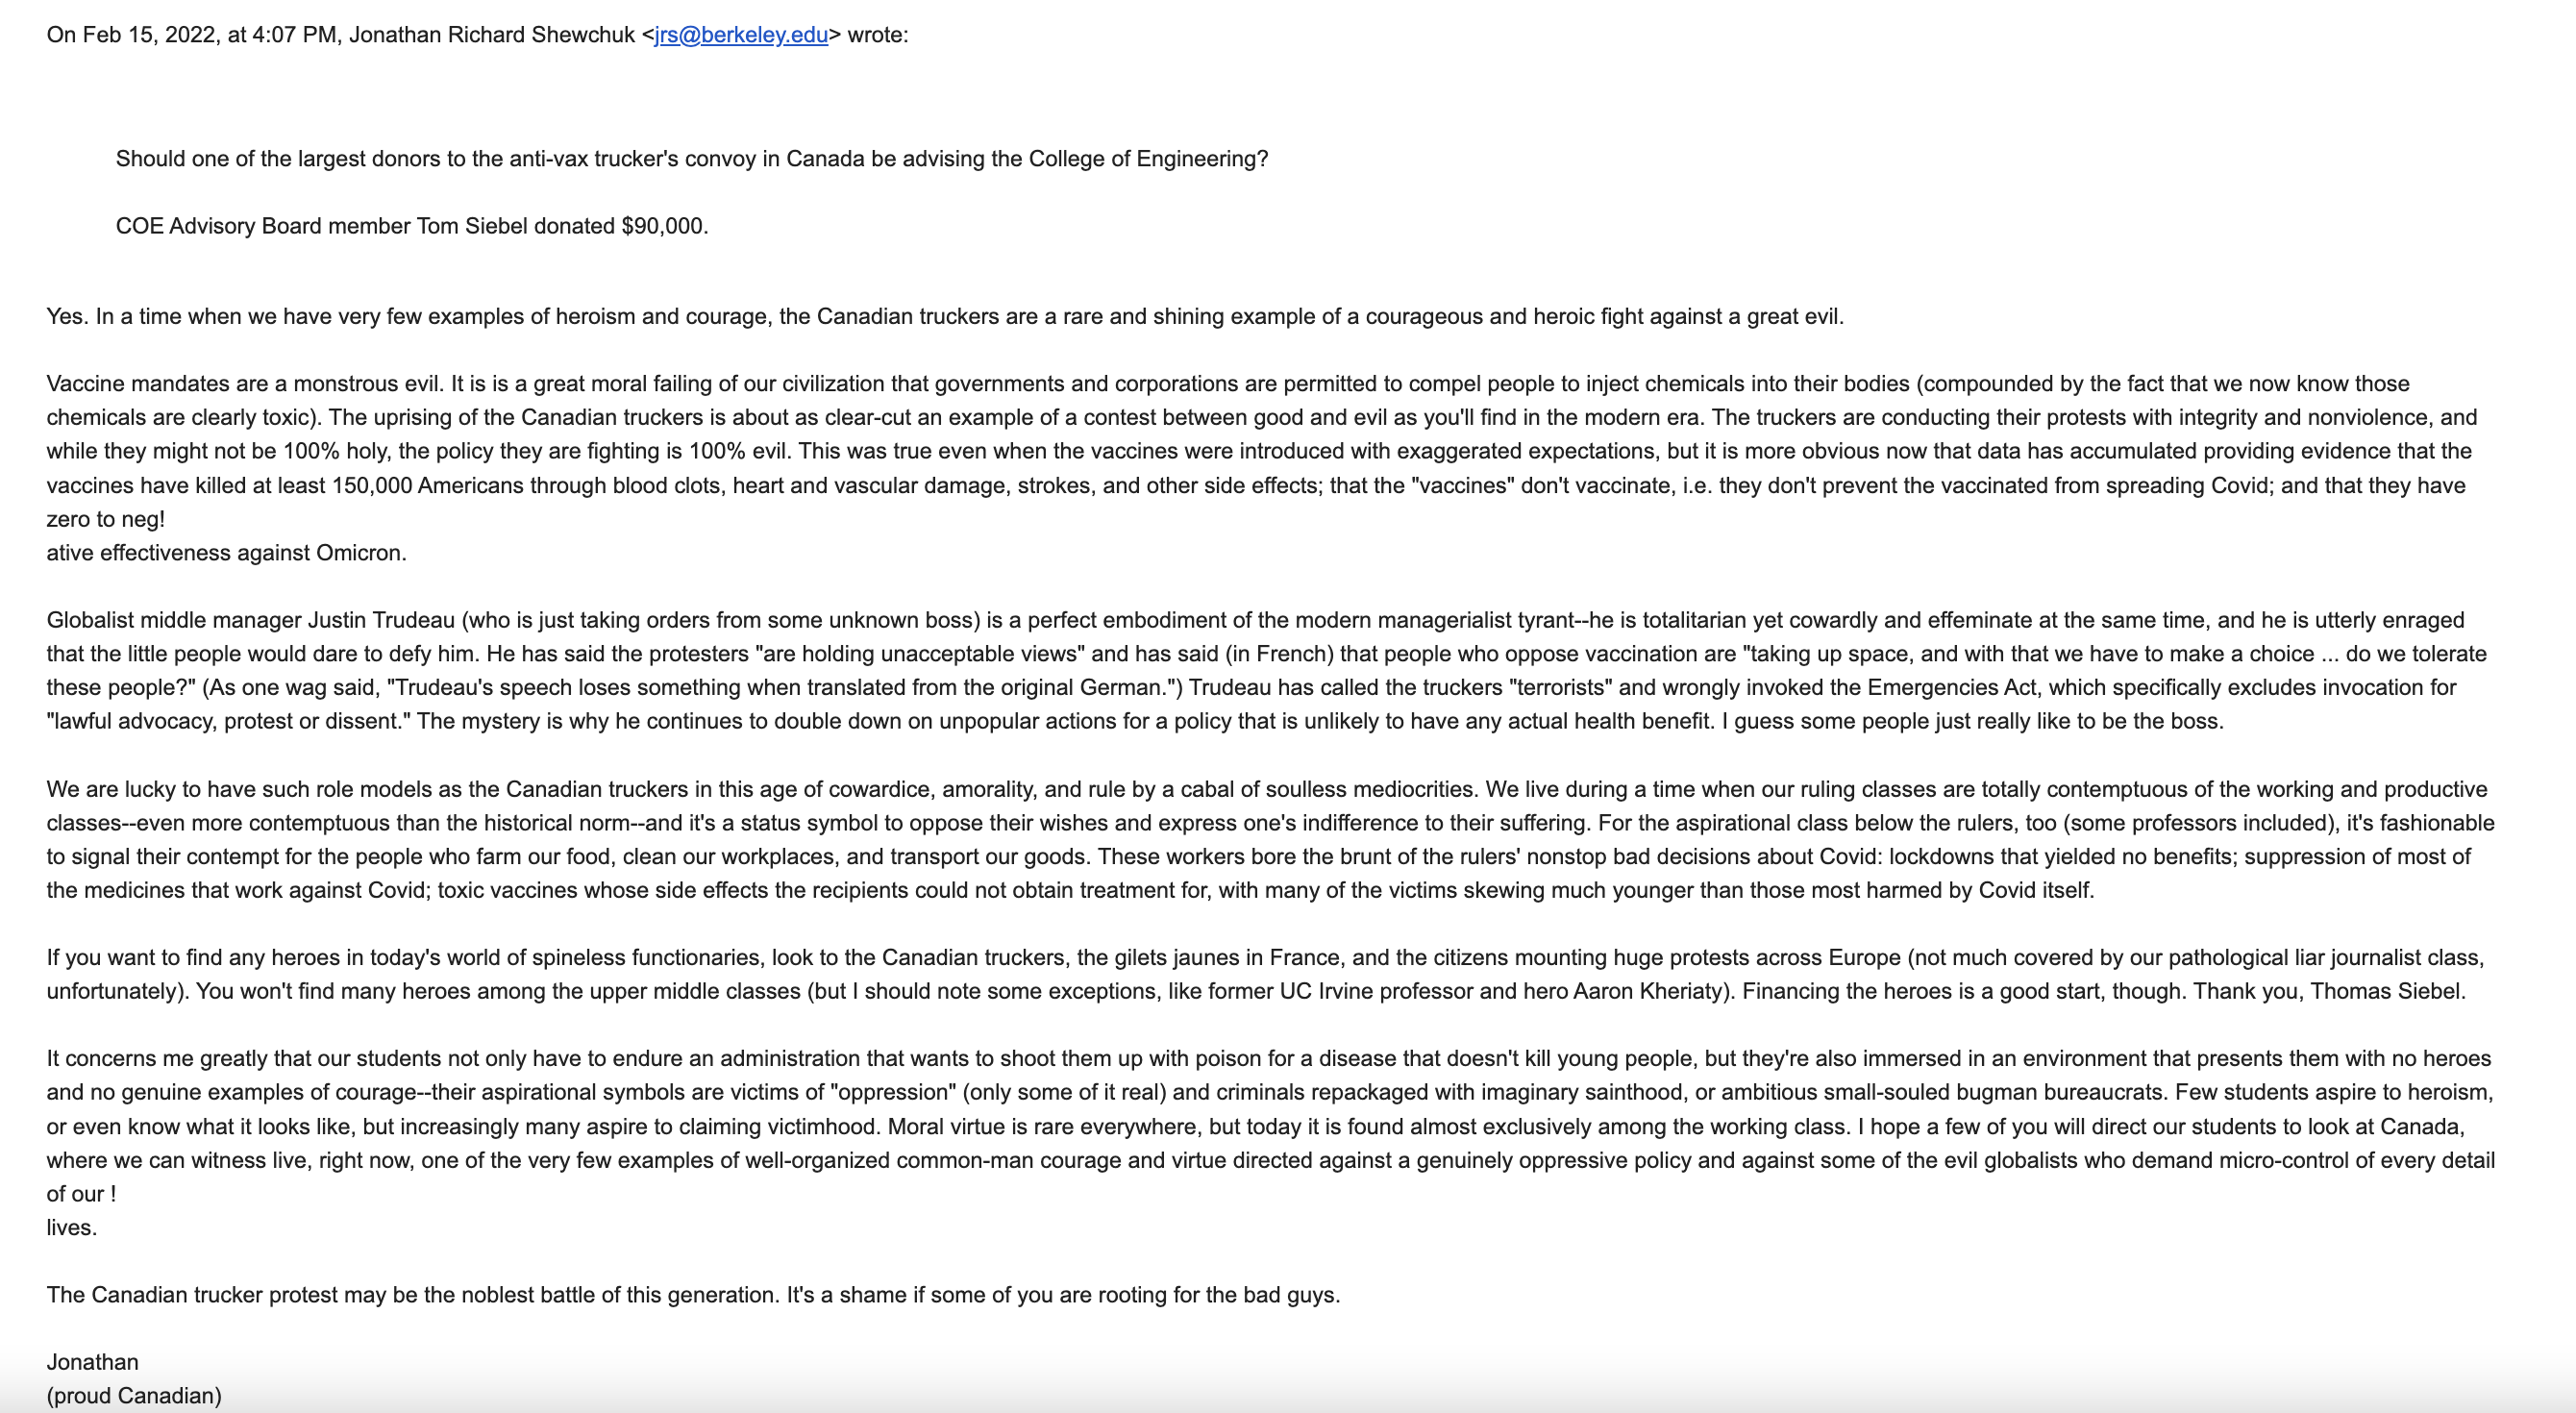 On Feb 15, 2022, at 4:07 PM, Jonathan Richard Shewchuk <jrs@berkeley.edu> wrote:
Should one of the largest donors to the anti-vax trucker's convoy in Canada be advising the College of Engineering?
COE Advisory Board member Tom Siebel donated $90,000.
Yes. In a time when we have very few examples of heroism and courage, the Canadian truckers are a rare and shining example of a courageous and heroic fight against a great evil.
Vaccine mandates are a monstrous evil. It is is a great moral failing of our civilization that governments and corporations are permitted to compel people to inject chemicals into their bodies (compounded by the fact that we now know those
chemicals are clearly toxic). The uprising of the Canadian truckers is about as clear-cut an example of a contest between good and evil as you'll find in the modern era. The truckers are conducting their protests with integrity and nonviolence, and
while they might not be 100% holy, the policy they are fighting is 100% evil. This was true even when the vaccines were introduced with exaggerated expectations, but it is more obvious now that data has accumulated providing evidence that the
vaccines have killed at least 150,000 Americans through blood clots, heart and vascular damage, strokes, and other side effects; that the "vaccines" don't vaccinate, i.e. they don't prevent the vaccinated from spreading Covid; and that they have
zero to neg!
ative effectiveness against Omicron.
Globalist middle manager Justin Trudeau (who is just taking orders from some unknown boss) is a perfect embodiment of the modern managerialist tyrant--he is totalitarian yet cowardly and effeminate at the same time, and he is utterly enraged
that the little people would dare to defy him. He has said the protesters "are holding unacceptable views" and has said (in French) that people who oppose vaccination are "taking up space, and with that we have to make a choice ... do we tolerate
these people?" (As one wag said, "Trudeau's speech loses something when translated from the original German.") Trudeau has called the truckers "terrorists" and wrongly invoked the Emergencies Act, which specifically excludes invocation for
"lawful advocacy, protest or dissent." The mystery is why he continues to double down on unpopular actions for a policy that is unlikely to have any actual health benefit. I guess some people just really like to be the boss.
We are lucky to have such role models as the Canadian truckers in this age of cowardice, amorality, and rule by a cabal of soulless mediocrities. We live during a time when our ruling classes are totally contemptuous of the working and productive
classes--even more contemptuous than the historical norm--and it's a status symbol to oppose their wishes and express one's indifference to their suffering. For the aspirational class below the rulers, too (some professors included), it's fashionable
to signal their contempt for the people who farm our food, clean our workplaces, and transport our goods. These workers bore the brunt of the rulers' nonstop bad decisions about Covid: lockdowns that yielded no benefits; suppression of most of
the medicines that work against Covid; toxic vaccines whose side effects the recipients could not obtain treatment for, with many of the victims skewing much younger than those most harmed by Covid itself.
If you want to find any heroes in today's world of spineless functionaries, look to the Canadian truckers, the gilets jaunes in France, and the citizens mounting huge protests across Europe (not much covered by our pathological liar journalist class,
unfortunately). You won't find many heroes among the upper middle classes (but I should note some exceptions, like former UC Irvine professor and hero Aaron Kheriaty). Financing the heroes is a good start, though. Thank you, Thomas Siebel.
It concerns me greatly that our students not only have to endure an administration that wants to shoot them up with poison for a disease that doesn't kill young people, but they're also immersed in an environment that presents them with no heroes
and no genuine examples of courage--their aspirational symbols are victims of "oppression" (only some of it real) and criminals repackaged with imaginary sainthood, or ambitious small-souled bugman bureaucrats. Few students aspire to heroism,
or even know what it looks like, but increasingly many aspire to claiming victimhood. Moral virtue is rare everywhere, but today it is found almost exclusively among the working class. I hope a few of you will direct our students to look at Canada,
where we can witness live, right now, one of the very few examples of well-organized common-man courage and virtue directed against a genuinely oppressive policy and against some of the evil globalists who demand micro-control of every detail
of our !
lives.
The Canadian trucker protest may be the noblest battle of this generation. It's a shame if some of you are rooting for the bad guys.
Jonathan
(proud Canadian)